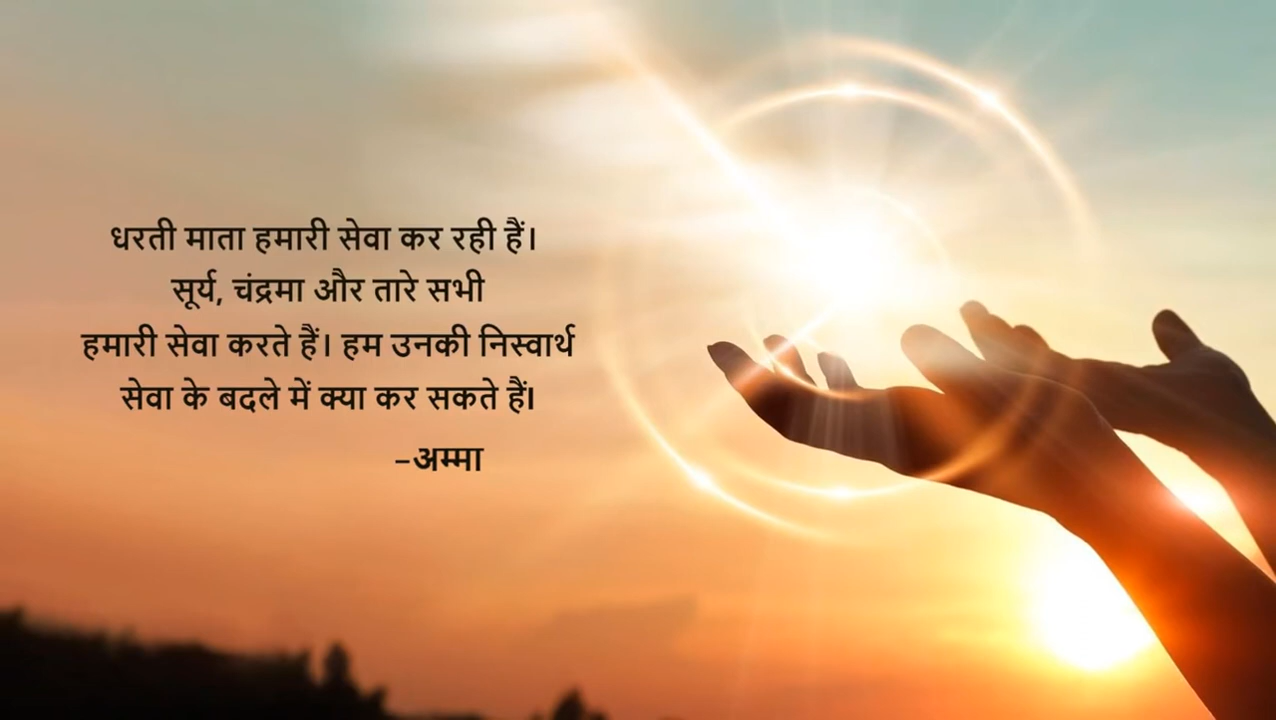 धरती माता हमारी सेवा कर रही हैं।
सूर्य, चंद्रमा और तारे सभी
हमारी सेवा करते हैं। हम उनकी निस्वार्थ
सेवा के बदले में क्या कर सकते हैं।
–अम्मा